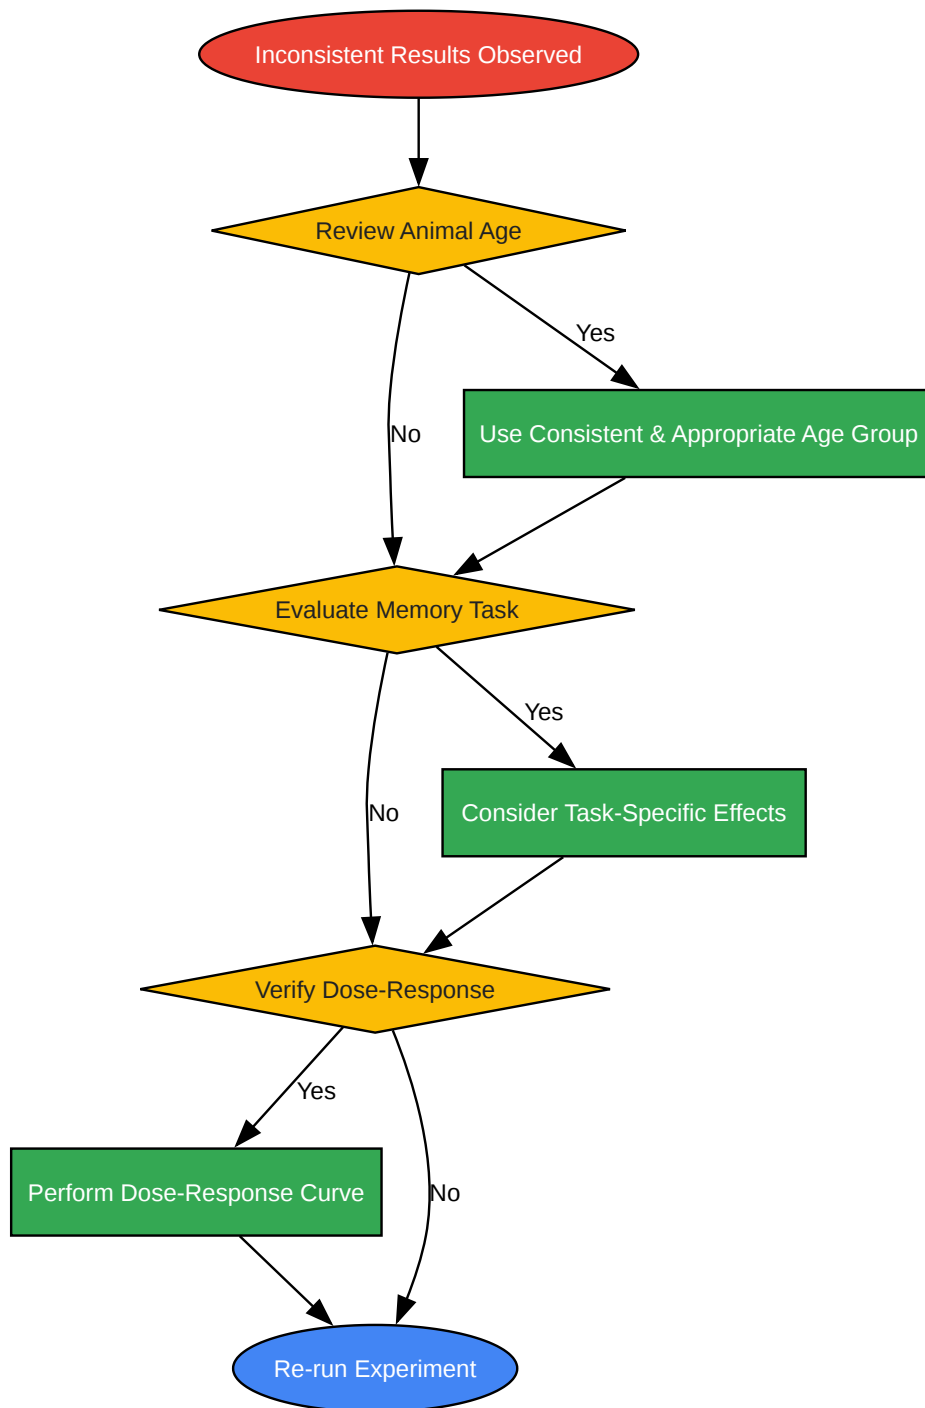 Inconsistent Results Observed
Review Animal Age
Yes
No
Use Consistent & Appropriate Age Group
Evaluate Memory Task
Yes
No
Consider Task-Specific Effects
Verify Dose-Response
Yes
No
Perform Dose-Response Curve
Re-run Experiment